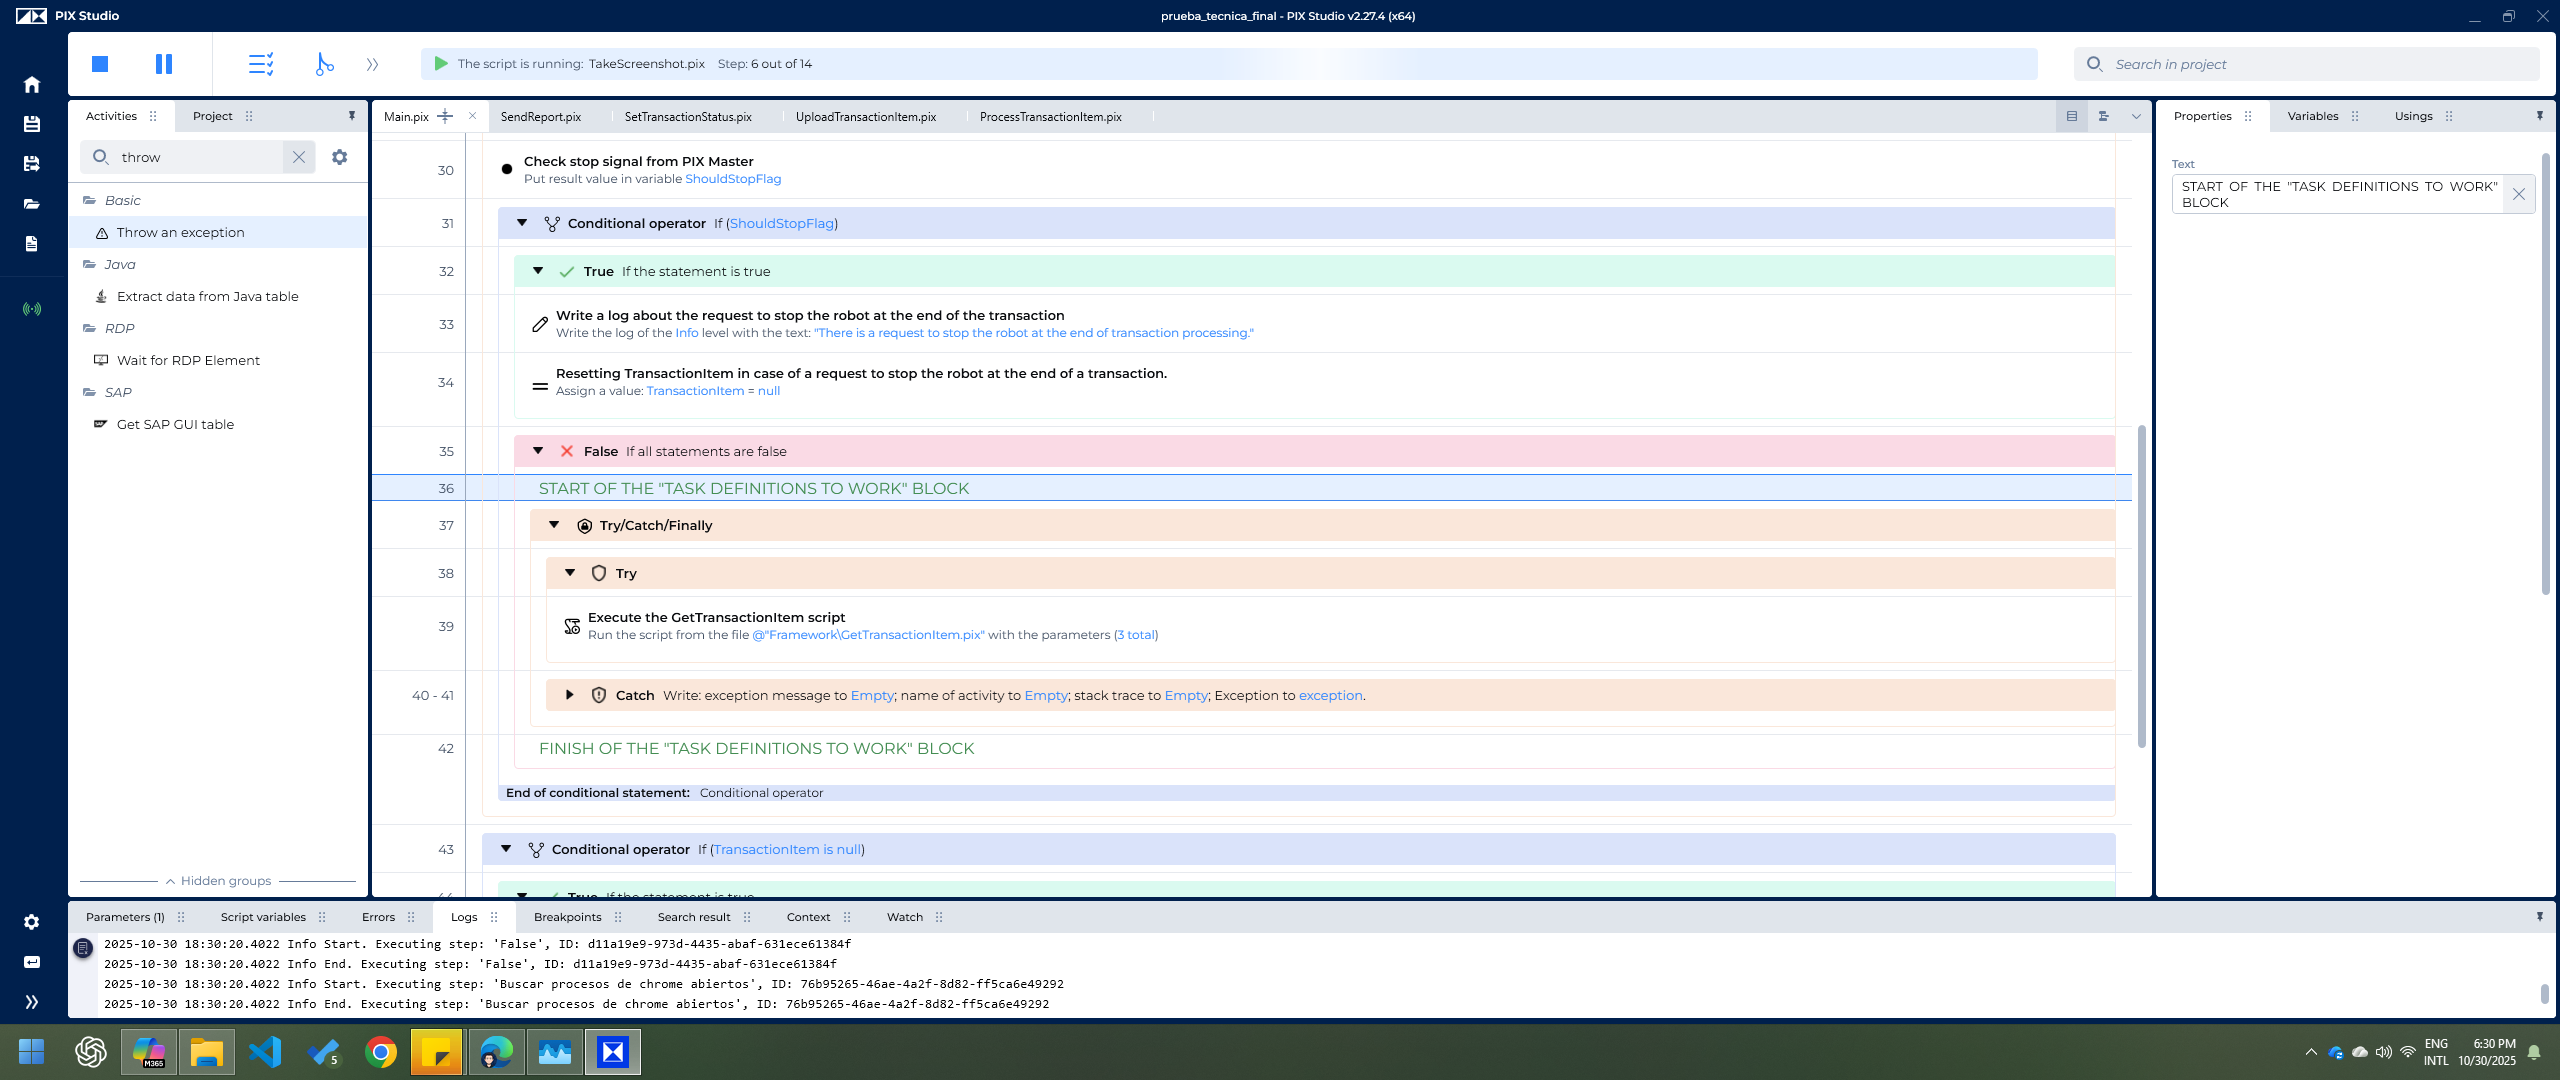 PIX Studio
prueba_tecnica_final - PIX Studio v2.27.4 (x64)
The script is running: TakeScreenshot.pix Step: 6 out of 14
Search in project
Activities
Project
throw
Basic
Throw an exception
Java
Extract data from Java table
RDP
Wait for RDP Element
SAP
Get SAP GUI table
Hidden groups
Main.pix
SendReport.pix
SetTransactionStatus.pix
UploadTransactionItem.pix
ProcessTransactionItem.pix
30
Check stop signal from PIX Master
Put result value in variable ShouldStopFlag
31
Conditional operator If (ShouldStopFlag)
32
True If the statement is true
33
Write a log about the request to stop the robot at the end of the transaction
Write the log of the Info level with the text: "There is a request to stop the robot at the end of transaction processing."
34
Resetting TransactionItem in case of a request to stop the robot at the end of a transaction.
Assign a value: TransactionItem = null
35
False If all statements are false
36
START OF THE "TASK DEFINITIONS TO WORK" BLOCK
37
Try/Catch/Finally
38
Try
39
Execute the GetTransactionItem script
Run the script from the file @"Framework\GetTransactionItem.pix" with the parameters (3 total)
40 - 41
Catch Write: exception message to Empty; name of activity to Empty; stack trace to Empty; Exception to exception.
42
FINISH OF THE "TASK DEFINITIONS TO WORK" BLOCK
End of conditional statement: Conditional operator
43
Conditional operator If (TransactionItem is null)
44
True If the statement is true
Properties
Variables
Usings
Text
START OF THE "TASK DEFINITIONS TO WORK"
BLOCK
Parameters (1)
Script variables
Errors
Logs
Breakpoints
Search result
Context
Watch
2025-10-30 18:30:20.4022 Info Start. Executing step: 'False', ID: d11a19e9-973d-4435-abaf-631ece61384f
2025-10-30 18:30:20.4022 Info End. Executing step: 'False', ID: d11a19e9-973d-4435-abaf-631ece61384f
2025-10-30 18:30:20.4022 Info Start. Executing step: 'Buscar procesos de chrome abiertos', ID: 76b95265-46ae-4a2f-8d82-ff5ca6e49292
2025-10-30 18:30:20.4022 Info End. Executing step: 'Buscar procesos de chrome abiertos', ID: 76b95265-46ae-4a2f-8d82-ff5ca6e49292
M365
5
ENG
INTL
6:30 PM
10/30/2025